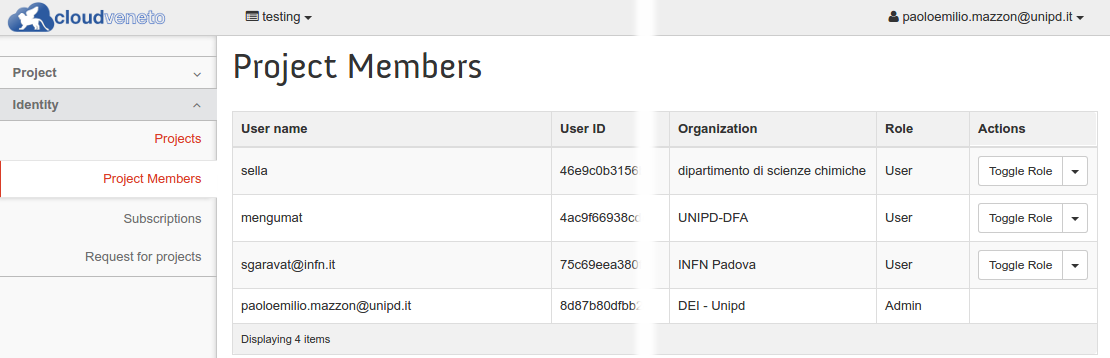 cloudveneto
testing
paoloemilio.mazzon@unipd.it
Project
Identity
Projects
Project Members
Subscriptions
Request for projects
Project Members
User name User ID Organization Role Actions
sella 46e9c0b3156 dipartimento di scienze chimiche User Toggle Role
mengumat 4ac9f66938c UNIPD-DFA User Toggle Role
sgaravat@infn.it 75c69eea380 INFN Padova User Toggle Role
paoloemilio.mazzon@unipd.it 8d87b80dfbb DEI - Unipd Admin
Displaying 4 items